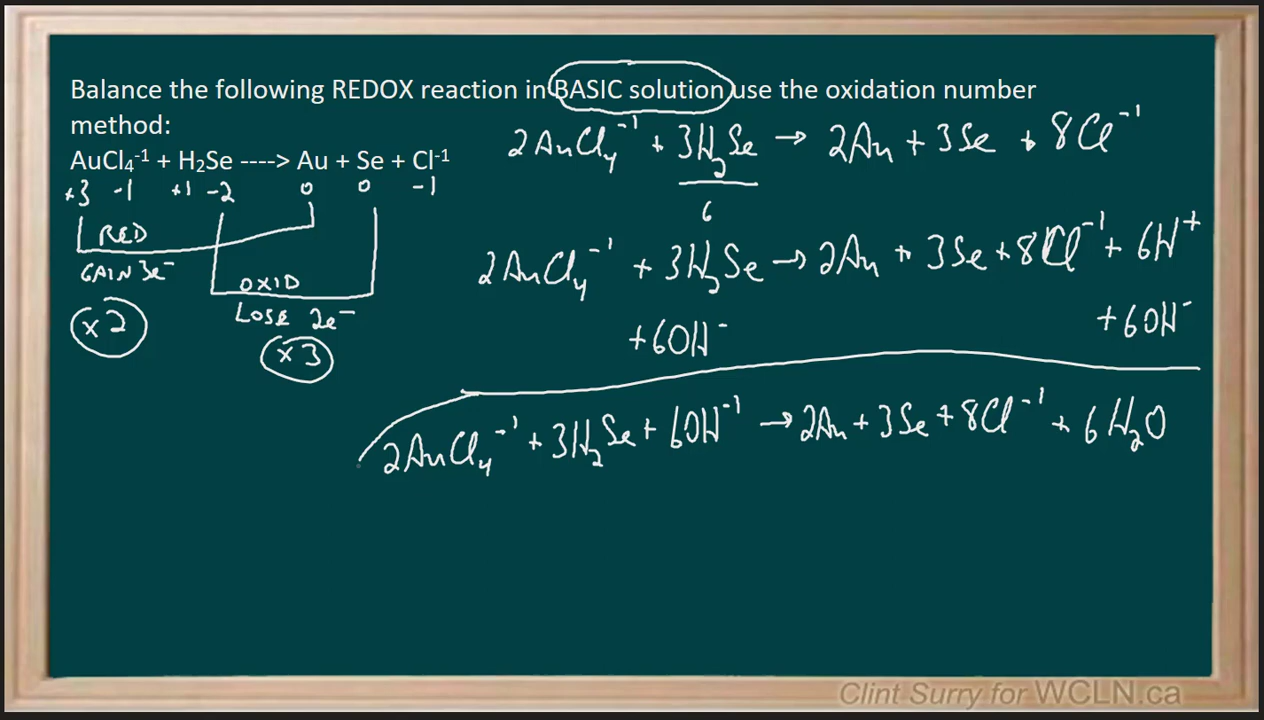 Balance the following REDOX reaction in BASIC solution use the oxidation number
method:
AuCl₄⁻¹ + H₂Se ----> Au + Se + Cl⁻¹
+3 -1 +1 -2 0 0 -1
RED
GAIN 3e⁻
x2
OXID
LOSE 2e⁻
x3
2AuCl₄⁻¹ + 3H₂Se → 2Au + 3Se + 8Cl⁻¹
6
2AuCl₄⁻¹ + 3H₂Se → 2Au + 3Se + 8Cl⁻¹ + 6H⁺
+6OH⁻ +6OH⁻
2AuCl₄⁻¹ + 3H₂Se + 6OH⁻¹ → 2Au + 3Se + 8Cl⁻¹ + 6H₂O
Clint Surry for WCLN.ca